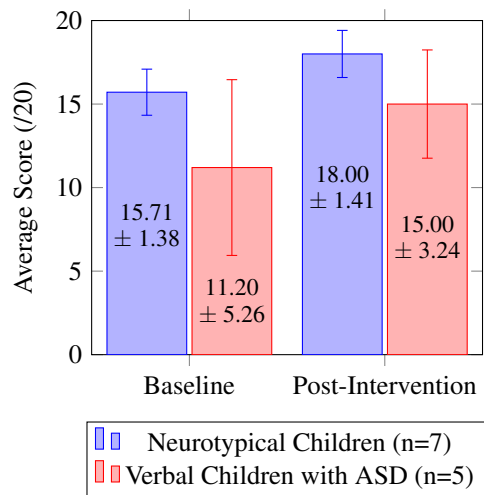 Average Score (/20)
20
15
10
5
0
15.71
± 1.38
11.20
± 5.26
18.00
± 1.41
15.00
± 3.24
Baseline
Post-Intervention
Neurotypical Children (n=7)
Verbal Children with ASD (n=5)